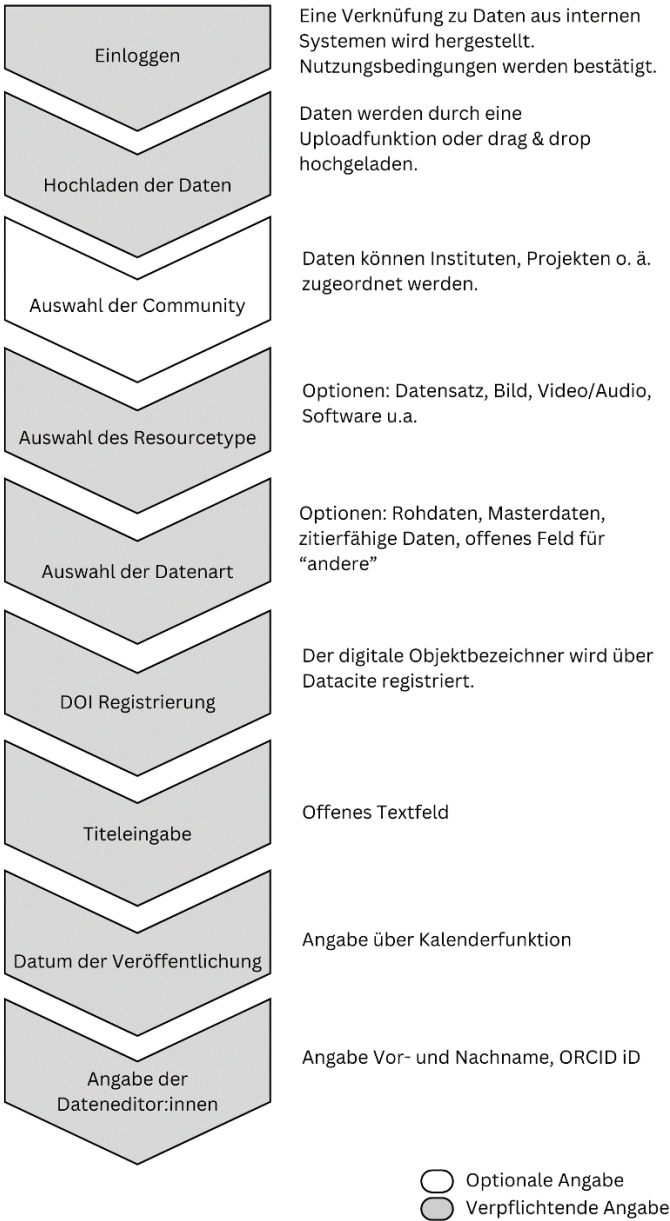 Einloggen
Eine Verknüfung zu Daten aus internen
Systemen wird hergestellt.
Nutzungsbedingungen werden bestätigt.
Hochladen der Daten
Daten werden durch eine
Uploadfunktion oder drag & drop
hochgeladen.
Auswahl der Community
Daten können Instituten, Projekten o. ä.
zugeordnet werden.
Auswahl des Resourcetype
Optionen: Datensatz, Bild, Video/Audio,
Software u.a.
Auswahl der Datenart
Optionen: Rohdaten, Masterdaten,
zitierfähige Daten, offenes Feld für
“andere”
DOI Registrierung
Der digitale Objektbezeichner wird über
Datacite registriert.
Titeleingabe
Offenes Textfeld
Datum der Veröffentlichung
Angabe über Kalenderfunktion
Angabe der
Dateneditor:innen
Angabe Vor- und Nachname, ORCID iD
Optionale Angabe
Verpflichtende Angabe